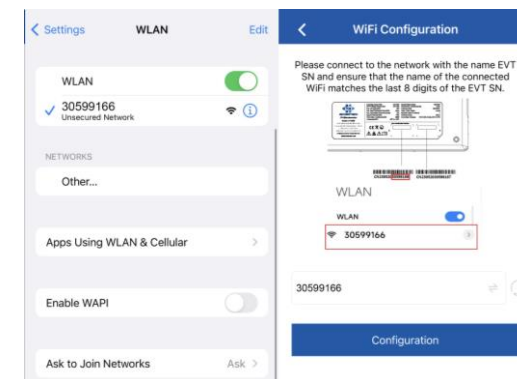 Settings
WLAN
Edit
WLAN
30599166
Unsecured Network
NETWORKS
Other...
Apps Using WLAN & Cellular
Enable WAPI
Ask to Join Networks
Ask
WiFi Configuration
Please connect to the network with the name EVT
SN and ensure that the name of the connected
WiFi matches the last 8 digits of the EVT SN.
WLAN
WLAN
30599166
30599166
Configuration